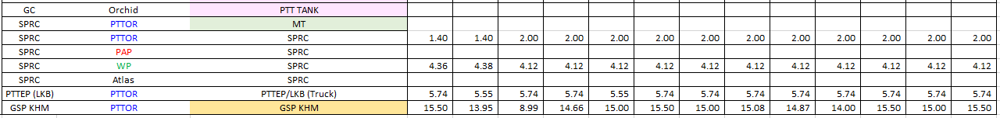 GC Orchid PTT TANK
SPRC PTTOR MT
SPRC PTTOR SPRC 1.40 1.40 2.00 2.00 2.00 2.00 2.00 2.00 2.00 2.00 2.00 2.00 2.00
SPRC PAP SPRC
SPRC WP SPRC 4.36 4.38 4.12 4.12 4.12 4.12 4.12 4.12 4.12 4.12 4.12 4.12 4.12
SPRC Atlas SPRC
PTTEP (LKB) PTTOR PTTEP/LKB (Truck) 5.74 5.55 5.74 5.55 5.74 5.74 5.74 5.74 5.74 5.74 5.74 5.74 5.74
GSP KHM PTTOR GSP KHM 15.50 13.95 8.99 14.66 15.00 15.50 15.00 15.08 14.87 14.00 15.50 15.00 15.50